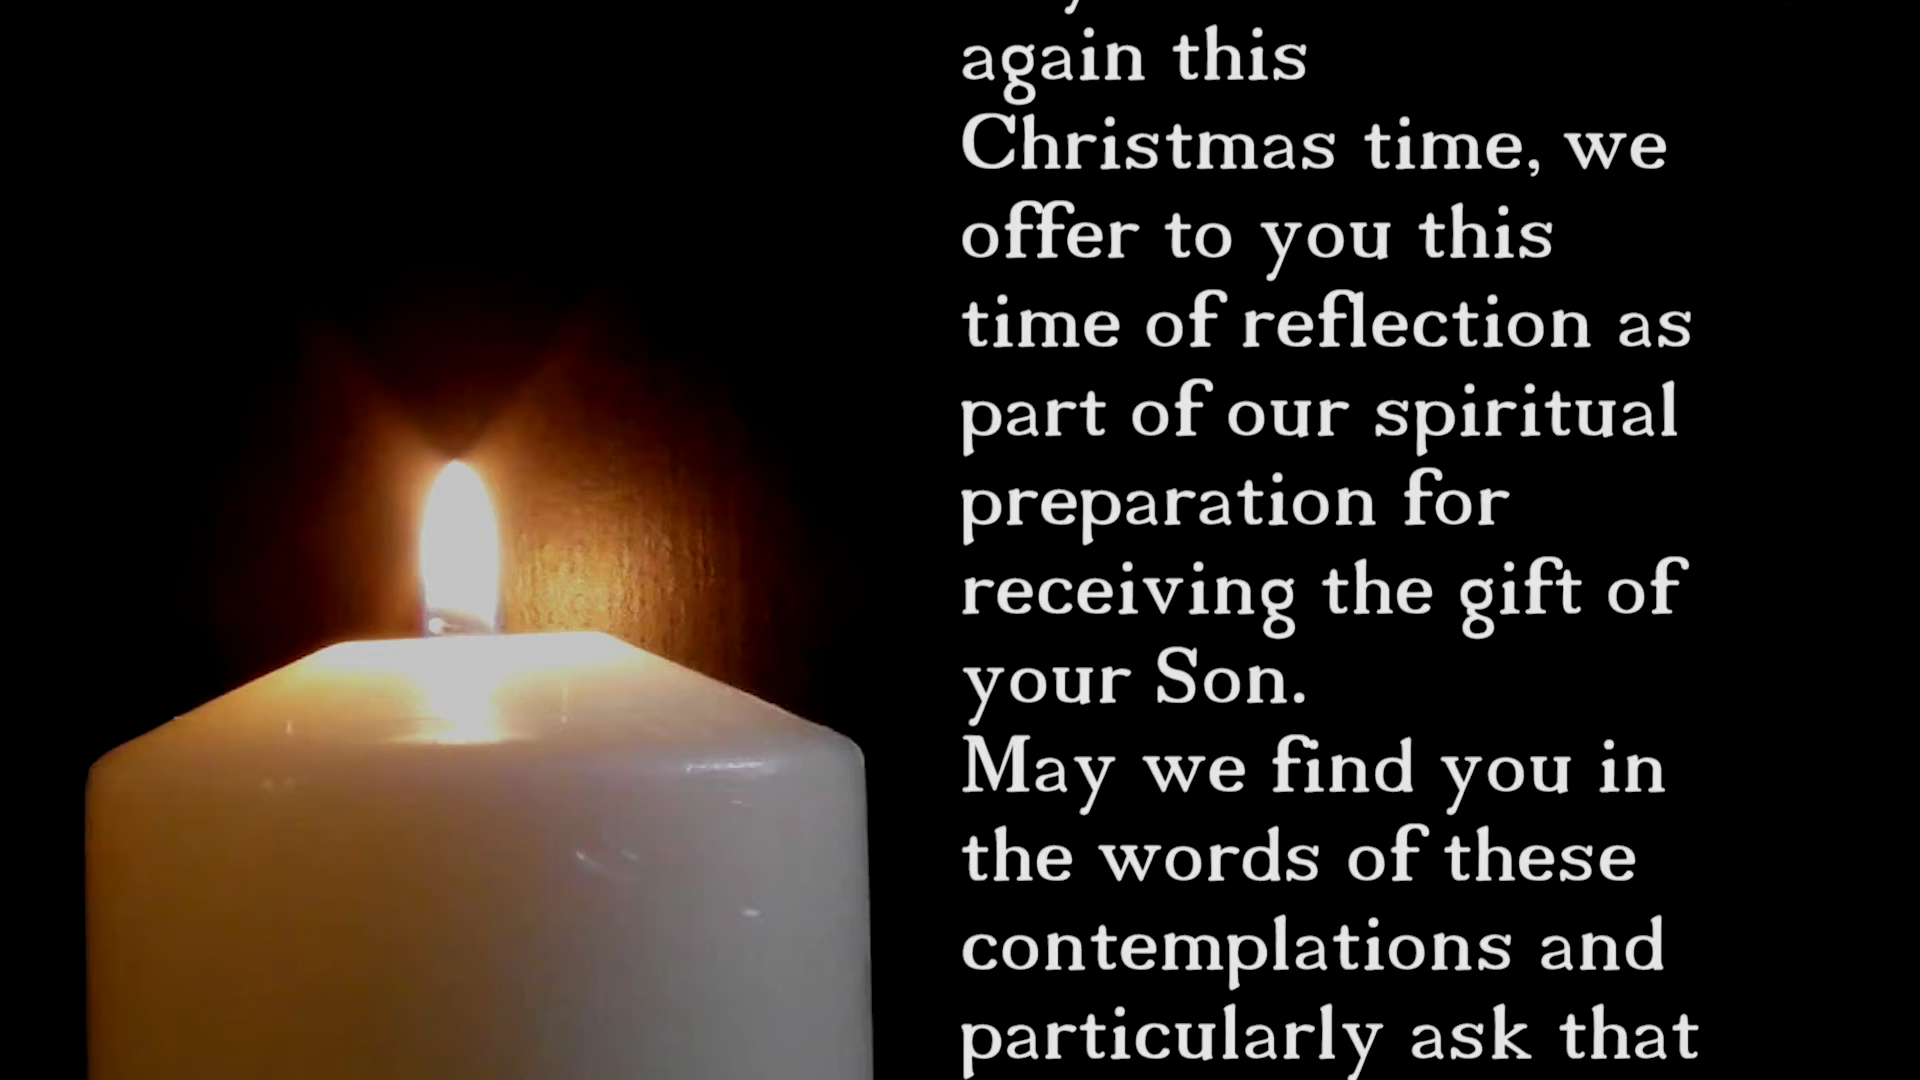 again this
Christmas time, we
offer to you this
time of reflection as
part of our spiritual
preparation for
receiving the gift of
your Son.
May we find you in
the words of these
contemplations and
particularly ask that